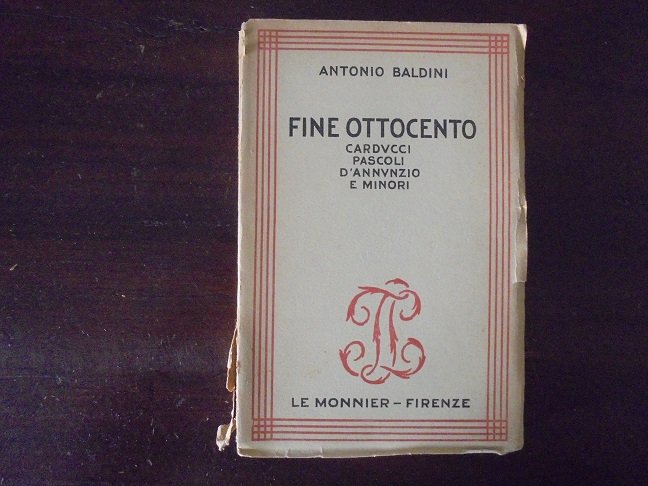 ANTONIO BALDINI
FINE OTTOCENTO
CARDVCCI
PASCOLI
D'ANNVNZIO
E MINORI
LE MONNIER – FIRENZE